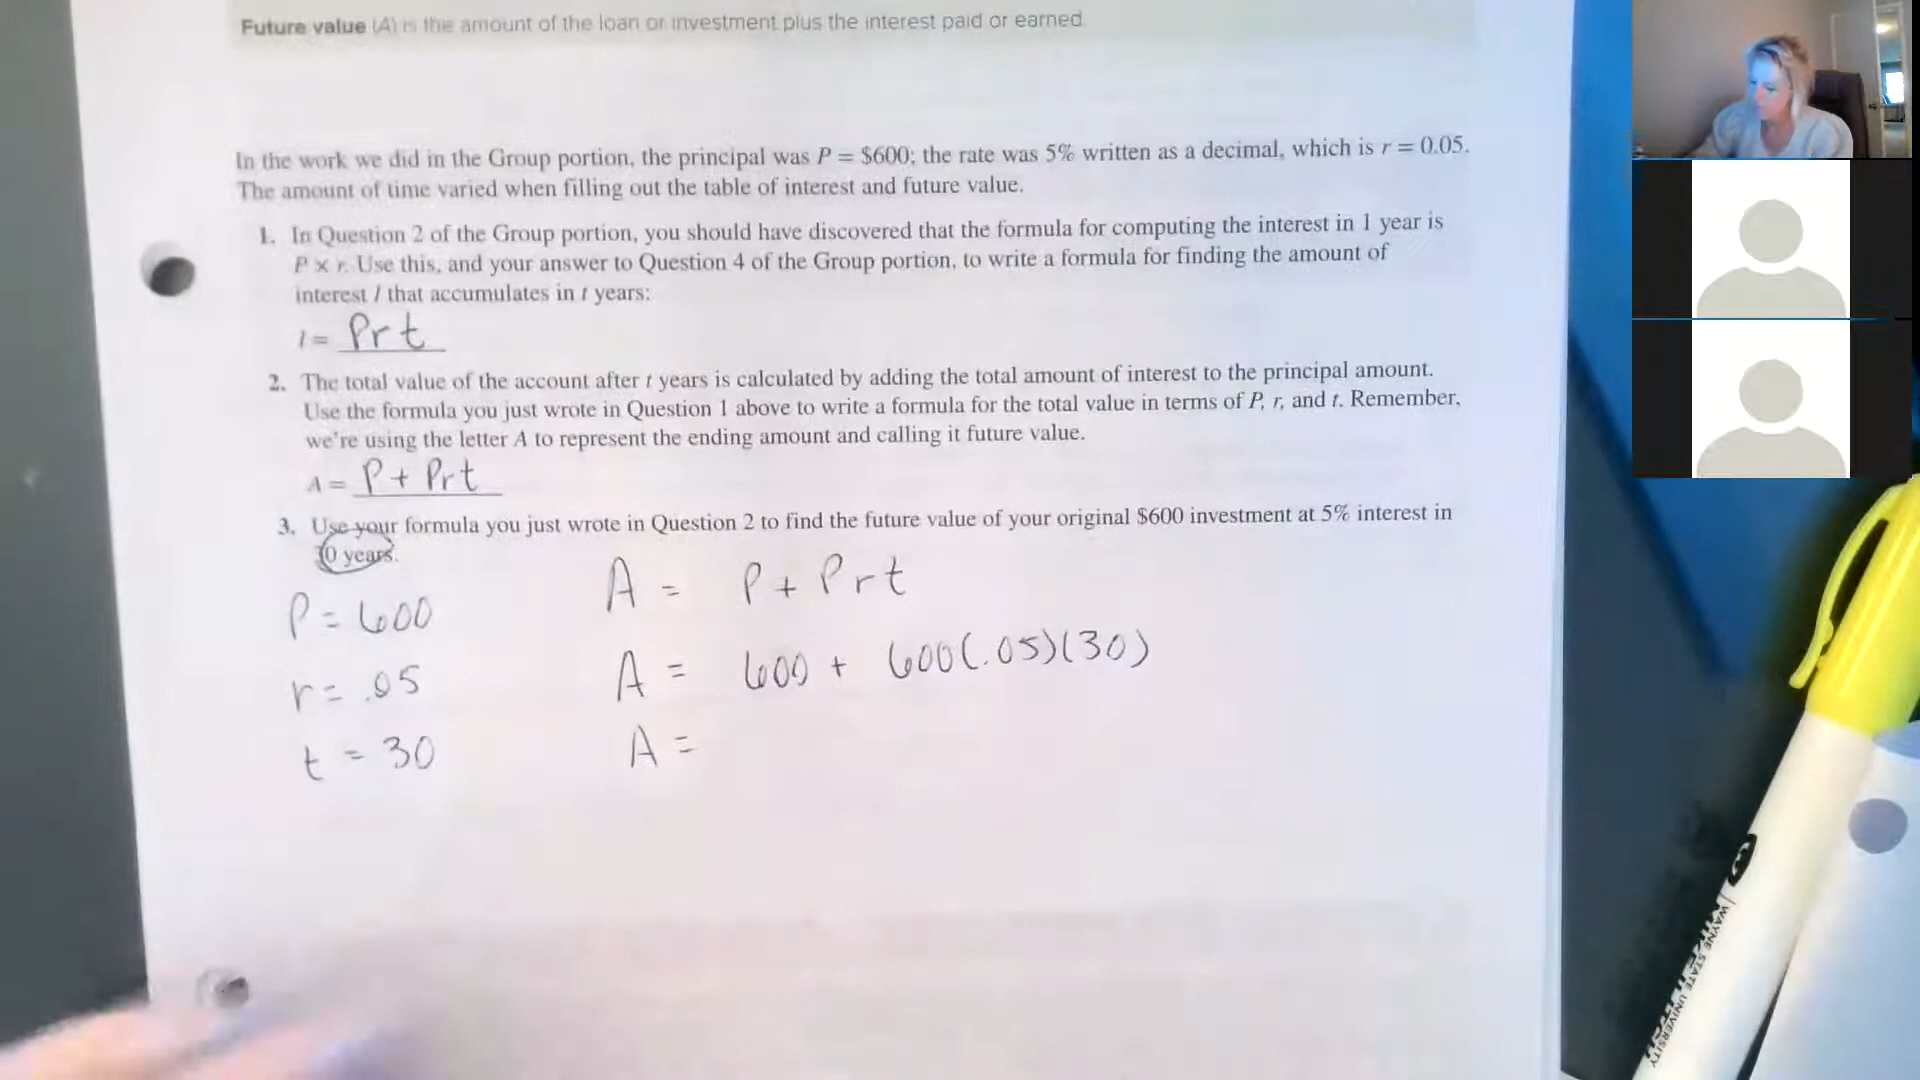 Future value (A) is the amount of the loan or investment plus the interest paid or earned.
In the work we did in the Group portion, the principal was P = $600; the rate was 5% written as a decimal, which is r = 0.05.
The amount of time varied when filling out the table of interest and future value.
1. In Question 2 of the Group portion, you should have discovered that the formula for computing the interest in 1 year is
P × r. Use this, and your answer to Question 4 of the Group portion, to write a formula for finding the amount of
interest I that accumulates in t years:
I = Prt
2. The total value of the account after t years is calculated by adding the total amount of interest to the principal amount.
Use the formula you just wrote in Question 1 above to write a formula for the total value in terms of P, r, and t. Remember,
we're using the letter A to represent the ending amount and calling it future value.
A = P + Prt
3. Use your formula you just wrote in Question 2 to find the future value of your original $600 investment at 5% interest in
30 years.
P = 600
r = .05
t = 30
A = P + Prt
A = 600 + 600(.05)(30)
A =
WAYNE STATE UNIVERSITY